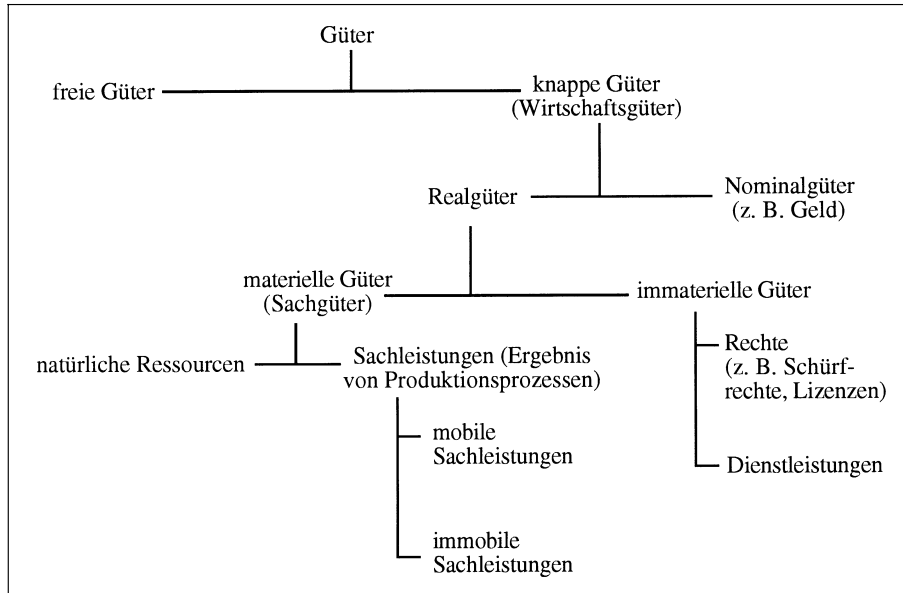 Güter
freie Güter
knappe Güter
(Wirtschaftsgüter)
Realgüter
Nominalgüter
(z. B. Geld)
materielle Güter
(Sachgüter)
immaterielle Güter
natürliche Ressourcen
Sachleistungen (Ergebnis
von Produktionsprozessen)
Rechte
(z. B. Schürf-
rechte, Lizenzen)
mobile
Sachleistungen
Dienstleistungen
immobile
Sachleistungen